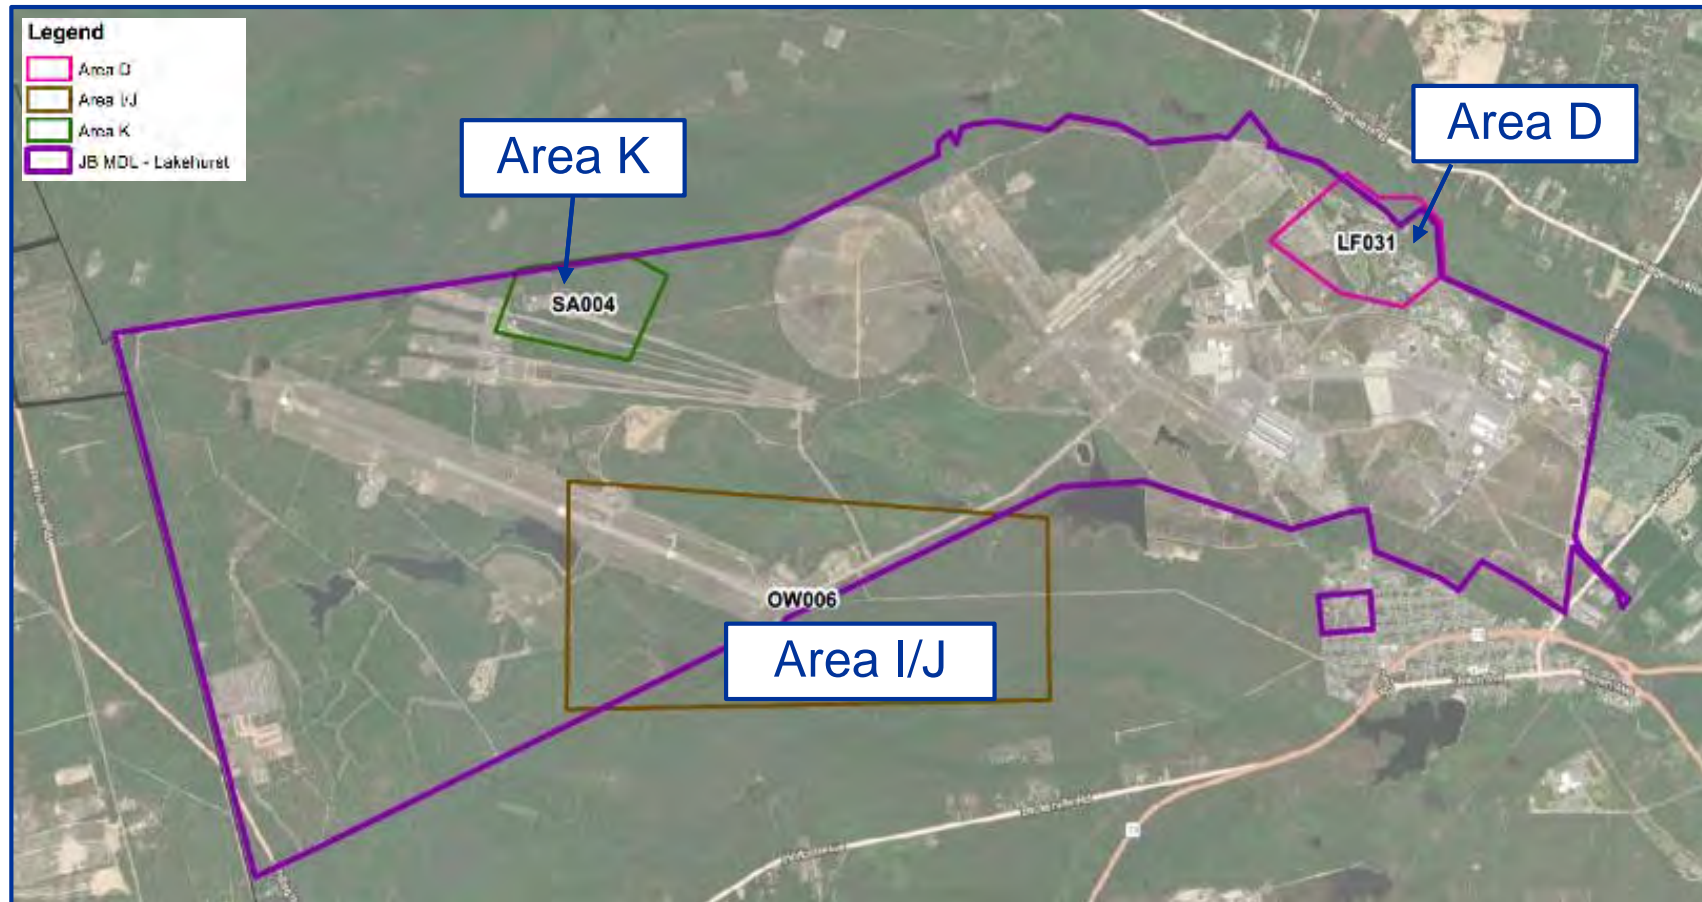 Legend
Area D
Area I/J
Area K
JB MDL - Lakehurst
Area K
Area D
LF031
SA004
OW006
Area I/J